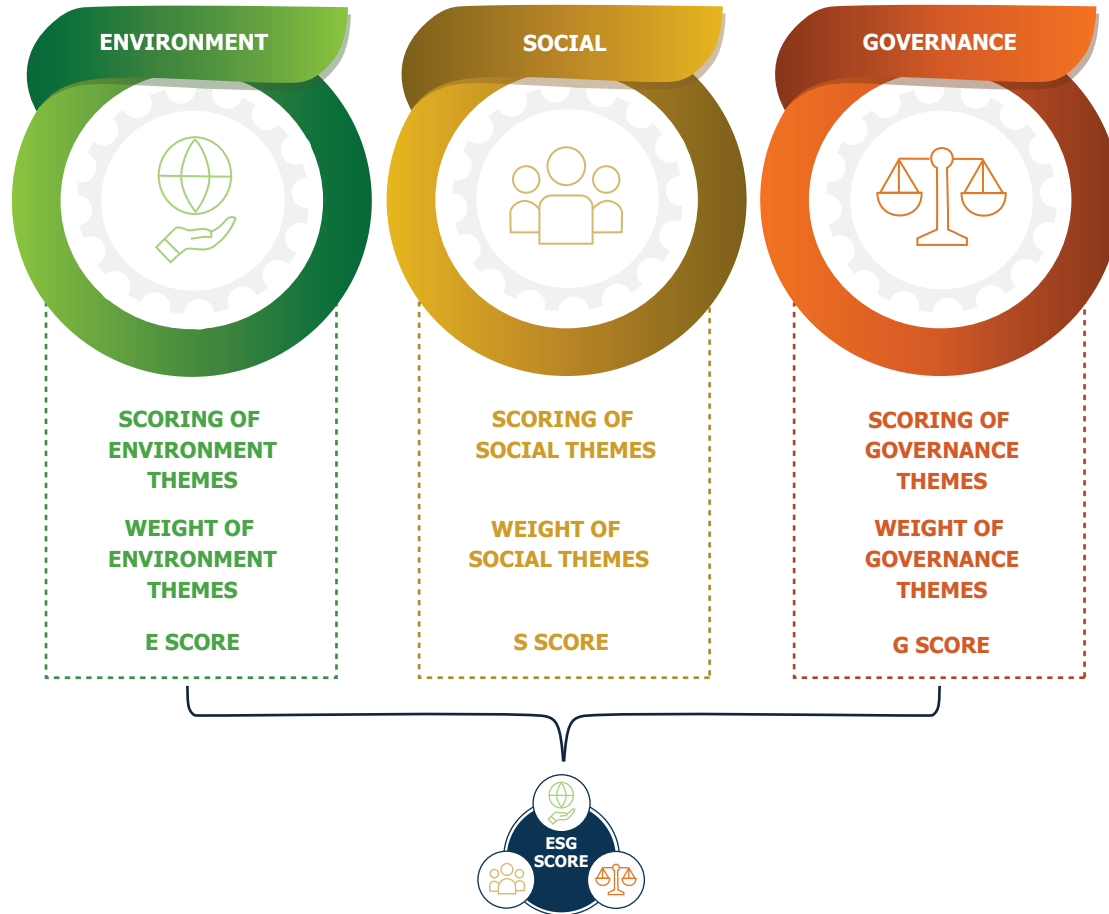 ENVIRONMENT
SCORING OF
ENVIRONMENT
THEMES
WEIGHT OF
ENVIRONMENT
THEMES
E SCORE
SOCIAL
SCORING OF
SOCIAL THEMES
WEIGHT OF
SOCIAL THEMES
S SCORE
GOVERNANCE
SCORING OF
GOVERNANCE
THEMES
WEIGHT OF
GOVERNANCE
THEMES
G SCORE
ESG
SCORE